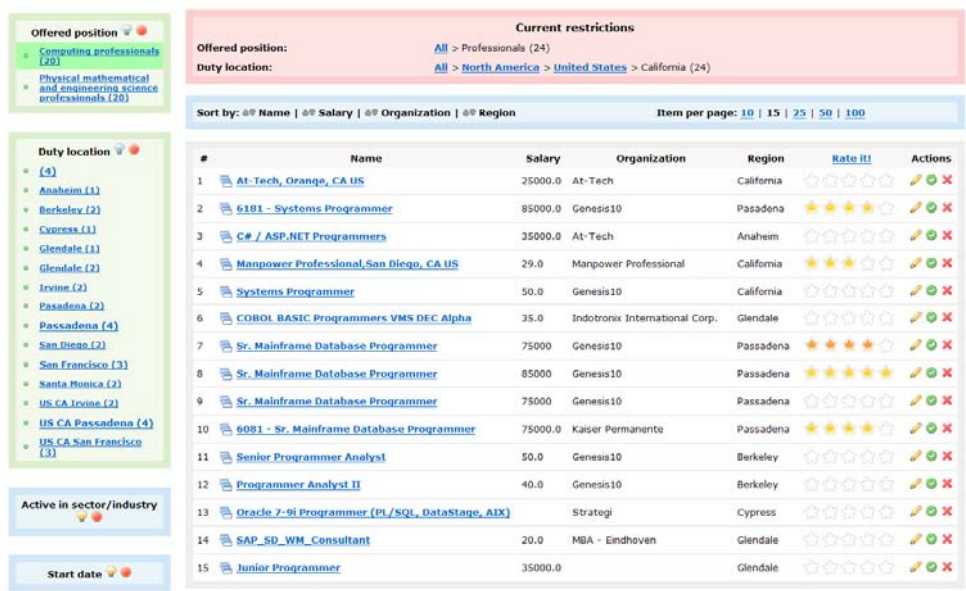 Offered position
Computing professionals
(20)
Physical mathematical
and engineering science
professionals (20)
Duty location
(4)
Anaheim (1)
Berkeley (2)
Cypress (1)
Glendale (1)
Glendale (2)
Irvine (2)
Pasadena (2)
Passadena (4)
San Diego (2)
San Francisco (3)
Santa Monica (2)
US CA Irvine (2)
US CA Passadena (4)
US CA San Francisco
(3)
Active in sector/industry
Start date
Current restrictions
Offered position: All > Professionals (24)
Duty location: All > North America > United States > California (24)
Sort by: Name | Salary | Organization | Region Item per page: 10 | 15 | 25 | 50 | 100
# Name Salary Organization Region Rate it! Actions
1 At-Tech, Orange, CA US 25000.0 At-Tech California
2 6181 - Systems Programmer 85000.0 Genesis10 Pasadena
3 C# / ASP.NET Programmers 35000.0 At-Tech Anaheim
4 Manpower Professional,San Diego, CA US 29.0 Manpower Professional California
5 Systems Programmer 50.0 Genesis10 California
6 COBOL BASIC Programmers VMS DEC Alpha 35.0 Indotronix International Corp. Glendale
7 Sr. Mainframe Database Programmer 75000 Genesis10 Passadena
8 Sr. Mainframe Database Programmer 85000 Genesis10 Passadena
9 Sr. Mainframe Database Programmer 75000 Genesis10 Passadena
10 6081 - Sr. Mainframe Database Programmer 75000.0 Kaiser Permanente Passadena
11 Senior Programmer Analyst 50.0 Genesis10 Berkeley
12 Programmer Analyst II 40.0 Genesis10 Berkeley
13 Oracle 7-9i Programmer (PL/SQL, DataStage, AIX) Strategi Cypress
14 SAP_SD_WM_Consultant 20.0 MBA - Eindhoven Glendale
15 Junior Programmer 35000.0 Glendale